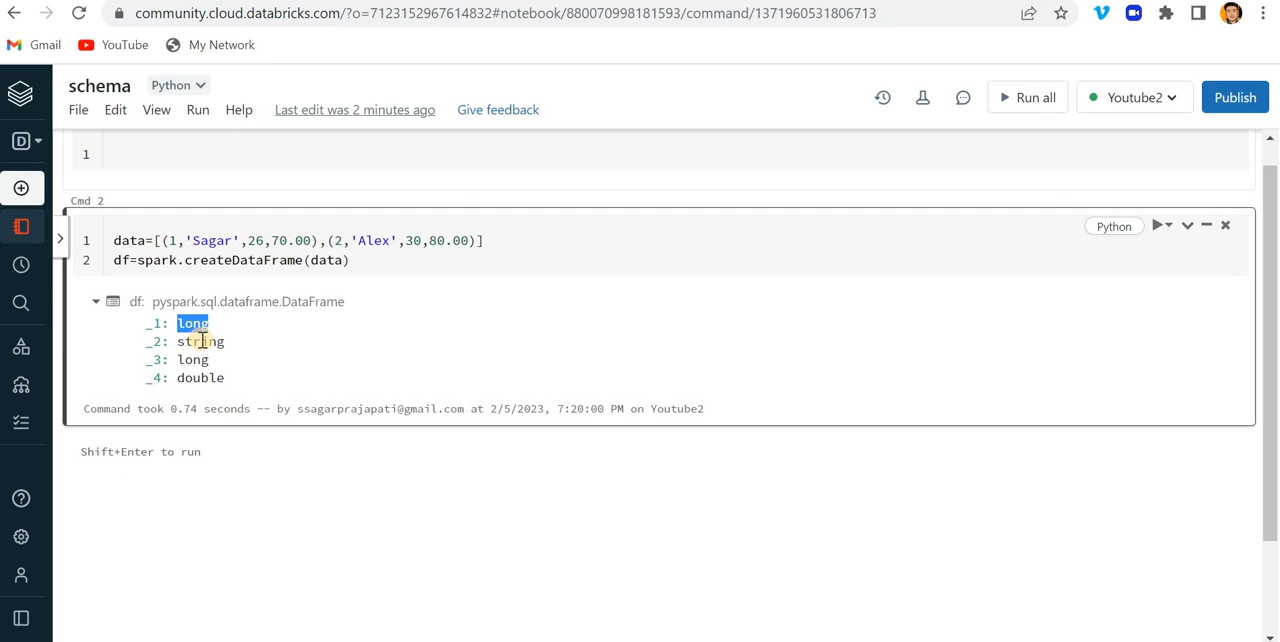 community.cloud.databricks.com/?o=7123152967614832#notebook/880070998181593/command/1371960531806713
Gmail YouTube My Network
schema Python
File Edit View Run Help Last edit was 2 minutes ago Give feedback
Run all Youtube2 Publish
D
1
Cmd 2
Python
1 data=[(1,'Sagar',26,70.00),(2,'Alex',30,80.00)]
2 df=spark.createDataFrame(data)
df: pyspark.sql.dataframe.DataFrame
_1: long
_2: string
_3: long
_4: double
Command took 0.74 seconds -- by ssagarprajapati@gmail.com at 2/5/2023, 7:20:00 PM on Youtube2
Shift+Enter to run